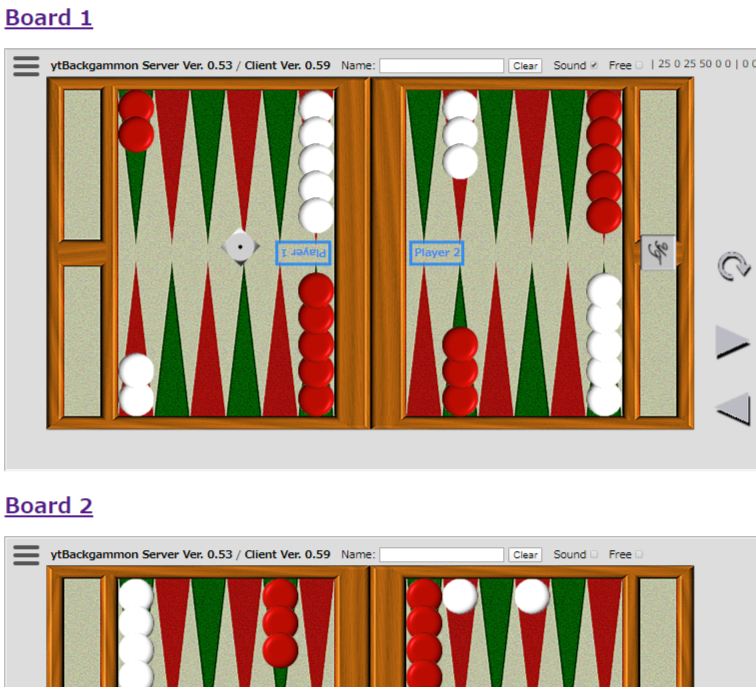 Board 1
ytBackgammon Server Ver. 0.53 / Client Ver. 0.59 Name: Clear Sound Free | 25 0 25 50 0 0 | 0 0
Player 1
Player 2
64
Board 2
ytBackgammon Server Ver. 0.53 / Client Ver. 0.59 Name: Clear Sound Free